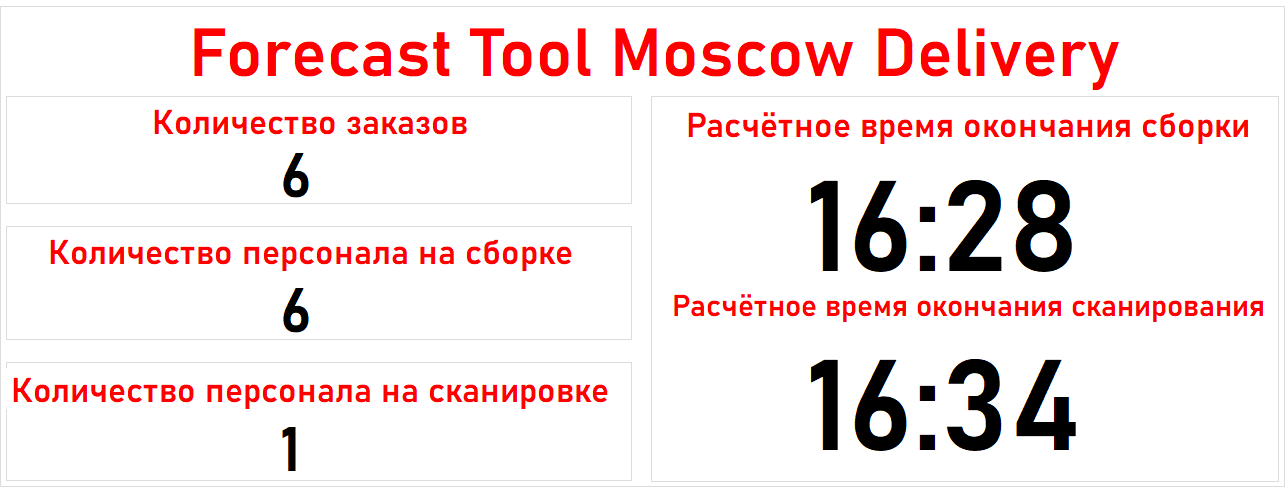 Forecast Tool Moscow Delivery
Количество заказов
6
Количество персонала на сборке
6
Количество персонала на сканировке
1
Расчётное время окончания сборки
16:28
Расчётное время окончания сканирования
16:34